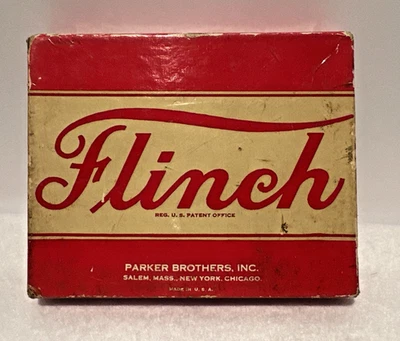 Flinch
REG. U. S. PATENT OFFICE
PARKER BROTHERS, INC.
SALEM, MASS., NEW YORK, CHICAGO.
MADE IN U. S. A.